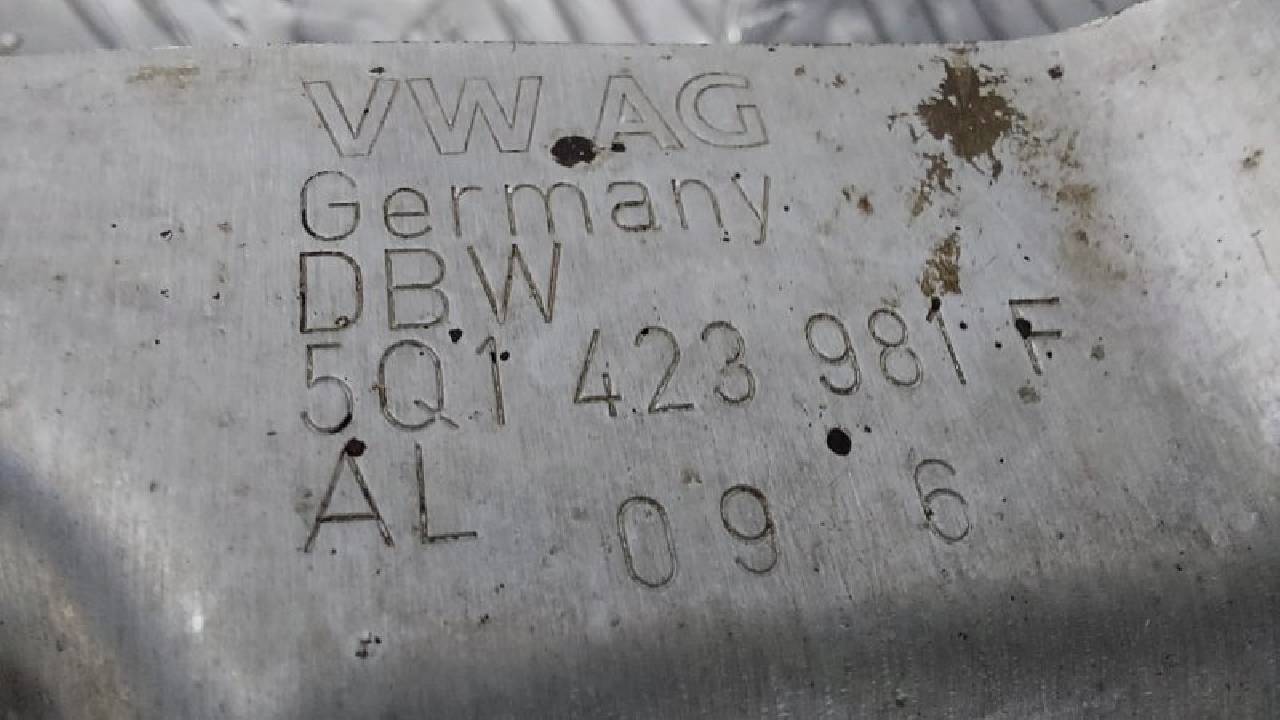 VW AG
Germany
DBW
5Q1 423 981 F
AL 09 6